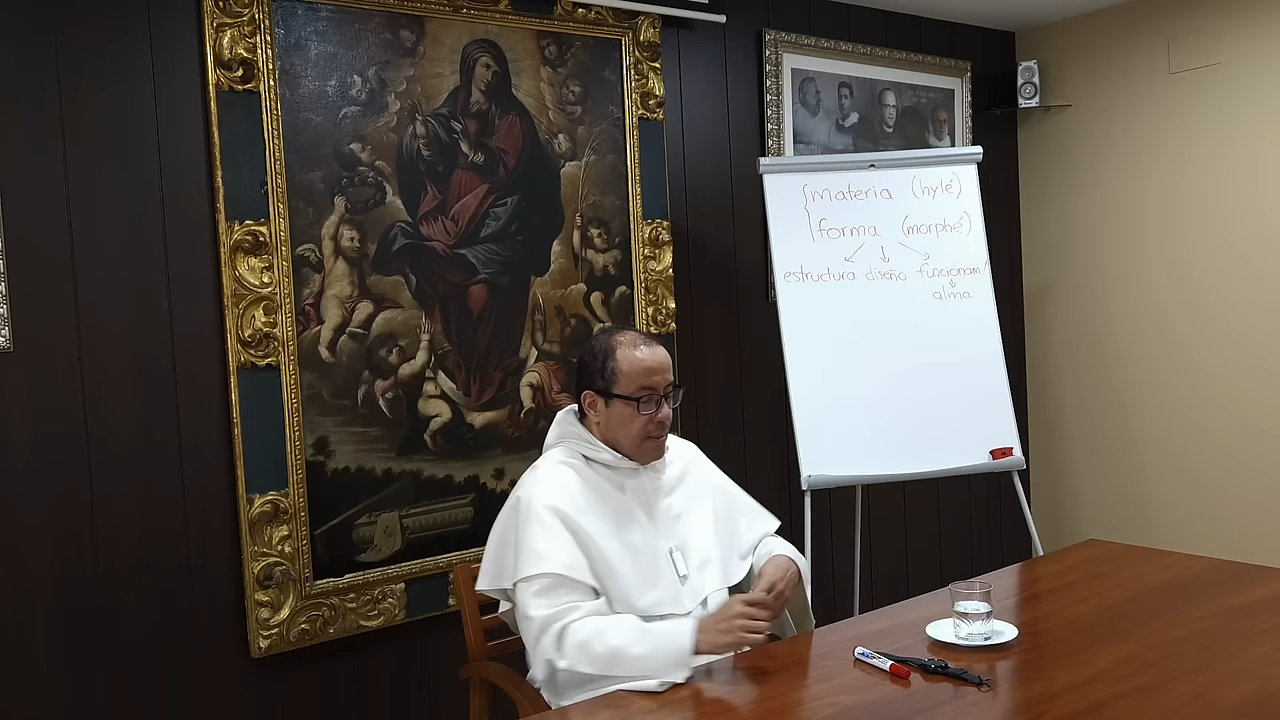 materia (hylé)
forma (morphé)
estructura diseño funcionam/
alma